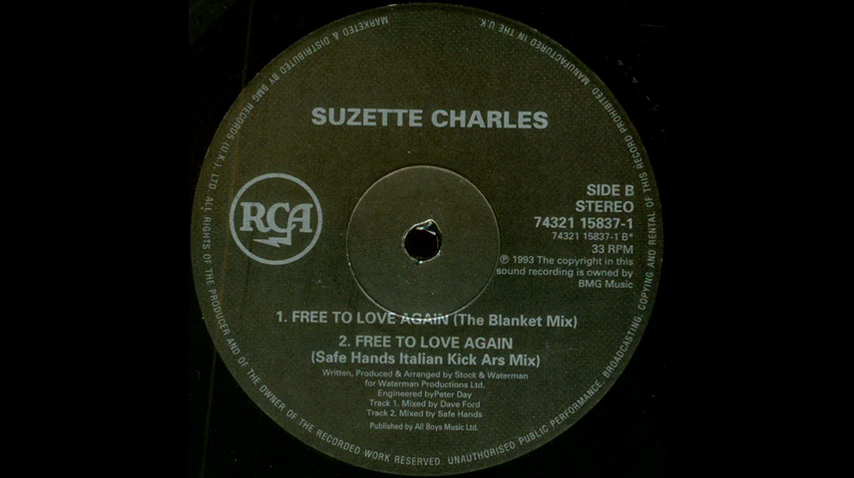 SUZETTE CHARLES
RCA
SIDE B
STEREO
74321 15837-1
74321 15837-1 B*
33 RPM
℗ 1993 The copyright in this
sound recording is owned by
BMG Music
1. FREE TO LOVE AGAIN (The Blanket Mix)
2. FREE TO LOVE AGAIN
(Safe Hands Italian Kick Ars Mix)
Written, Produced & Arranged by Stock & Waterman
for Waterman Productions Ltd.
Engineered byPeter Day
Track 1. Mixed by Dave Ford
Track 2. Mixed by Safe Hands
Published by All Boys Music Ltd.
MARKETED & DISTRIBUTED BY BMG RECORDS (U.K.), LTD. ALL RIGHTS OF THE PRODUCER AND OF THE OWNER OF THE RECORDED WORK RESERVED. UNAUTHORISED PUBLIC PERFORMANCE, BROADCASTING, COPYING AND RENTAL OF THIS RECORD PROHIBITED. MANUFACTURED IN THE U.K.